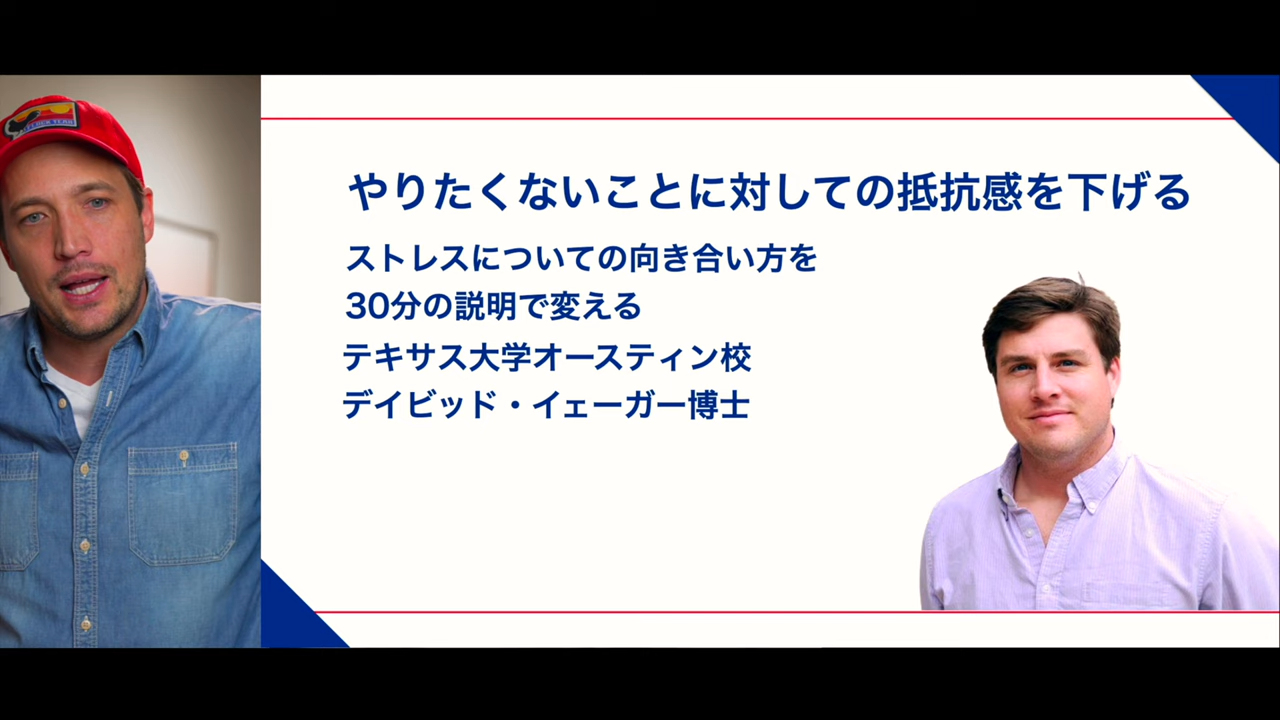 やりたくないことに対しての抵抗感を下げる
ストレスについての向き合い方を
30分の説明で変える
テキサス大学オースティン校
デイビッド・イェーガー博士